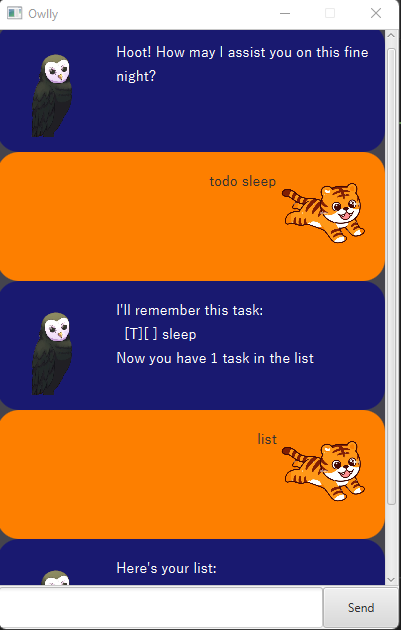 Owlly
Hoot! How may I assist you on this fine
night?
todo sleep
I'll remember this task:
[T][ ] sleep
Now you have 1 task in the list
list
Here's your list:
Send